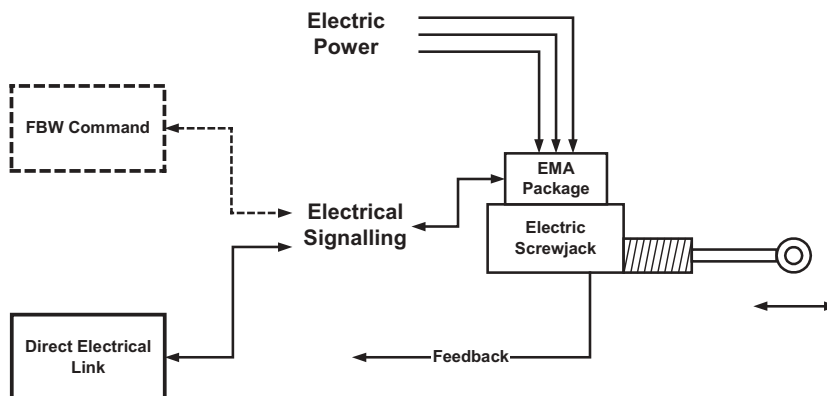 Electric
Power
FBW Command
EMA
Package
Electrical
Signalling
Electric
Screwjack
Direct Electrical
Link
Feedback